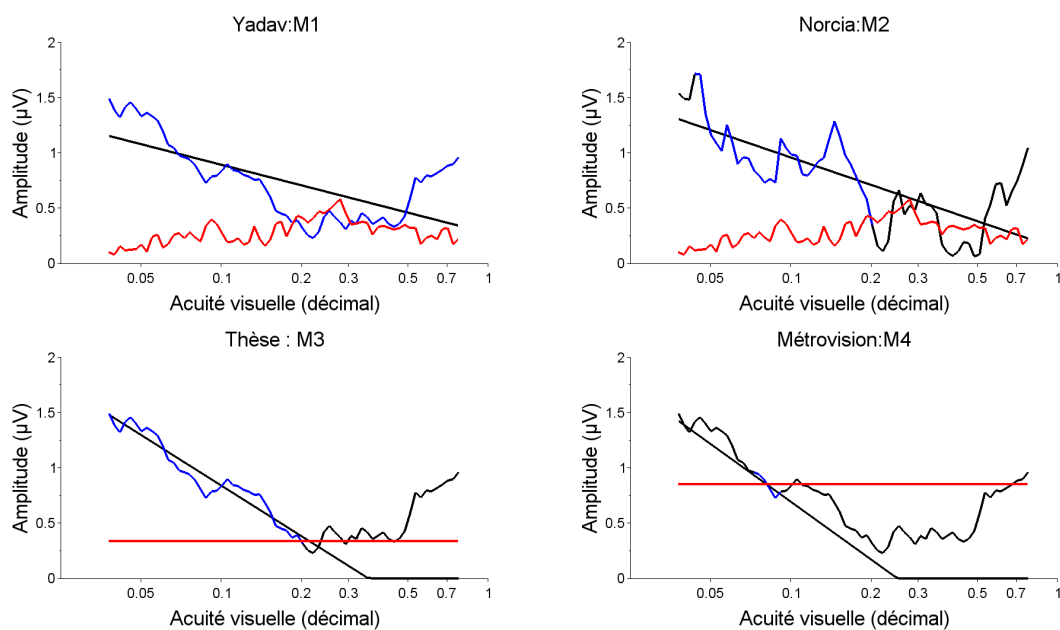 Yadav:M1
2
1.5
1
0.5
0
Amplitude (µV)
0.05 0.1 0.2 0.3 0.5 0.7 1
Acuité visuelle (décimal)
Norcia:M2
2
1.5
1
0.5
0
Amplitude (µV)
0.05 0.1 0.2 0.3 0.5 0.7 1
Acuité visuelle (décimal)
Thèse : M3
2
1.5
1
0.5
0
Amplitude (µV)
0.05 0.1 0.2 0.3 0.5 0.7 1
Acuité visuelle (décimal)
Métrovision:M4
2
1.5
1
0.5
0
Amplitude (µV)
0.05 0.1 0.2 0.3 0.5 0.7 1
Acuité visuelle (décimal)